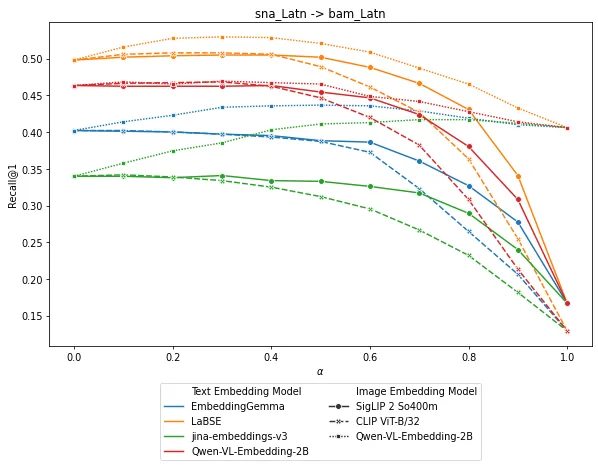 sna_Latn -> bam_Latn
Recall@1
0.50
0.45
0.40
0.35
0.30
0.25
0.20
0.15
0.0 0.2 0.4 0.6 0.8 1.0
α
Text Embedding Model
EmbeddingGemma
LaBSE
jina-embeddings-v3
Qwen-VL-Embedding-2B
Image Embedding Model
SigLIP 2 So400m
CLIP ViT-B/32
Qwen-VL-Embedding-2B